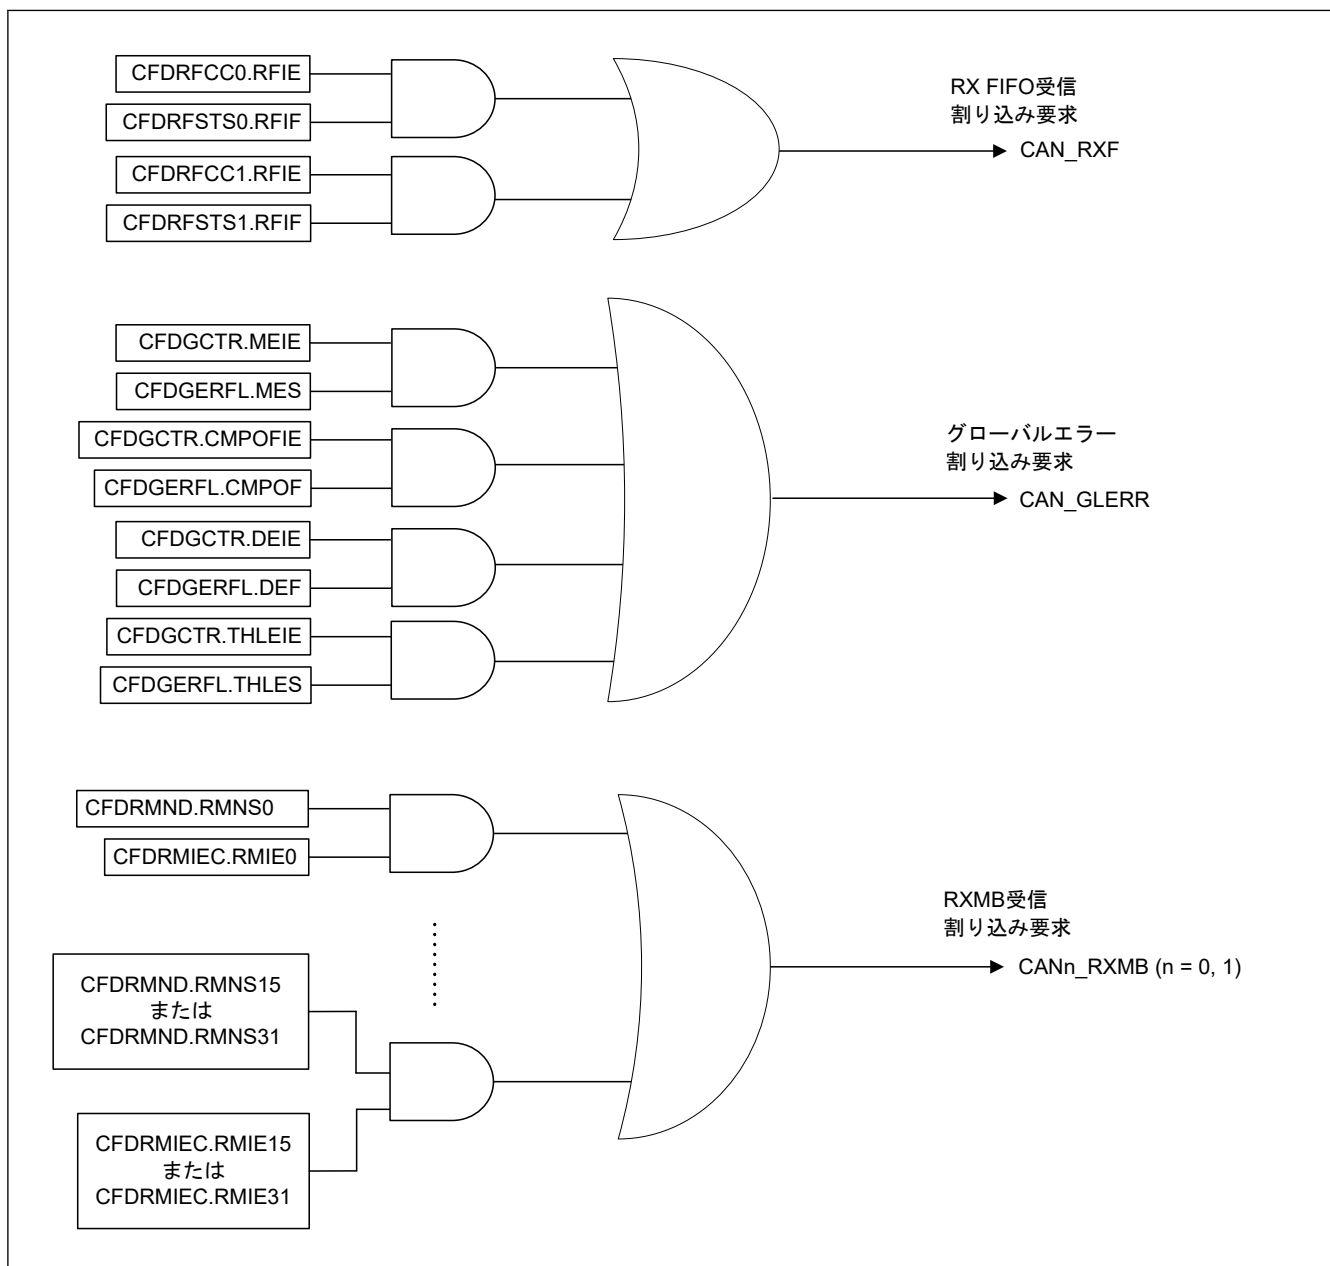 CFDRFCC0.RFIE
CFDRFSTS0.RFIF
CFDRFCC1.RFIE
CFDRFSTS1.RFIF
RX FIFO受信
割り込み要求
CAN_RXF
CFDGCTR.MEIE
CFDGERFL.MES
CFDGCTR.CMPOFIE
CFDGERFL.CMPOF
CFDGCTR.DEIE
CFDGERFL.DEF
CFDGCTR.THLEIE
CFDGERFL.THLES
グローバルエラー
割り込み要求
CAN_GLERR
CFDRMND.RMNS0
CFDRMIEC.RMIE0
CFDRMND.RMNS15
または
CFDRMND.RMNS31
CFDRMIEC.RMIE15
または
CFDRMIEC.RMIE31
RXMB受信
割り込み要求
CANn_RXMB (n = 0, 1)